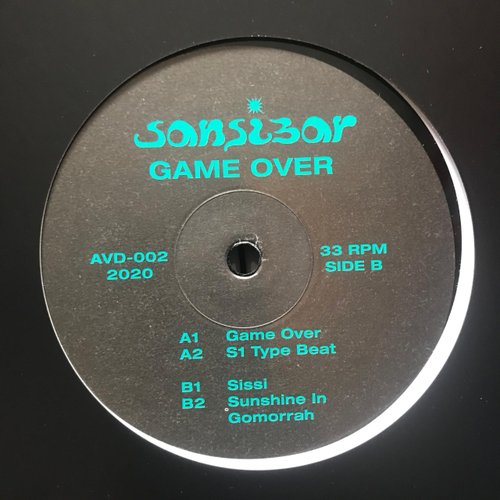 Sansibar
GAME OVER
AVD-002
2020
33 RPM
SIDE B
A1 Game Over
A2 S1 Type Beat
B1 Sissi
B2 Sunshine In
Gomorrah